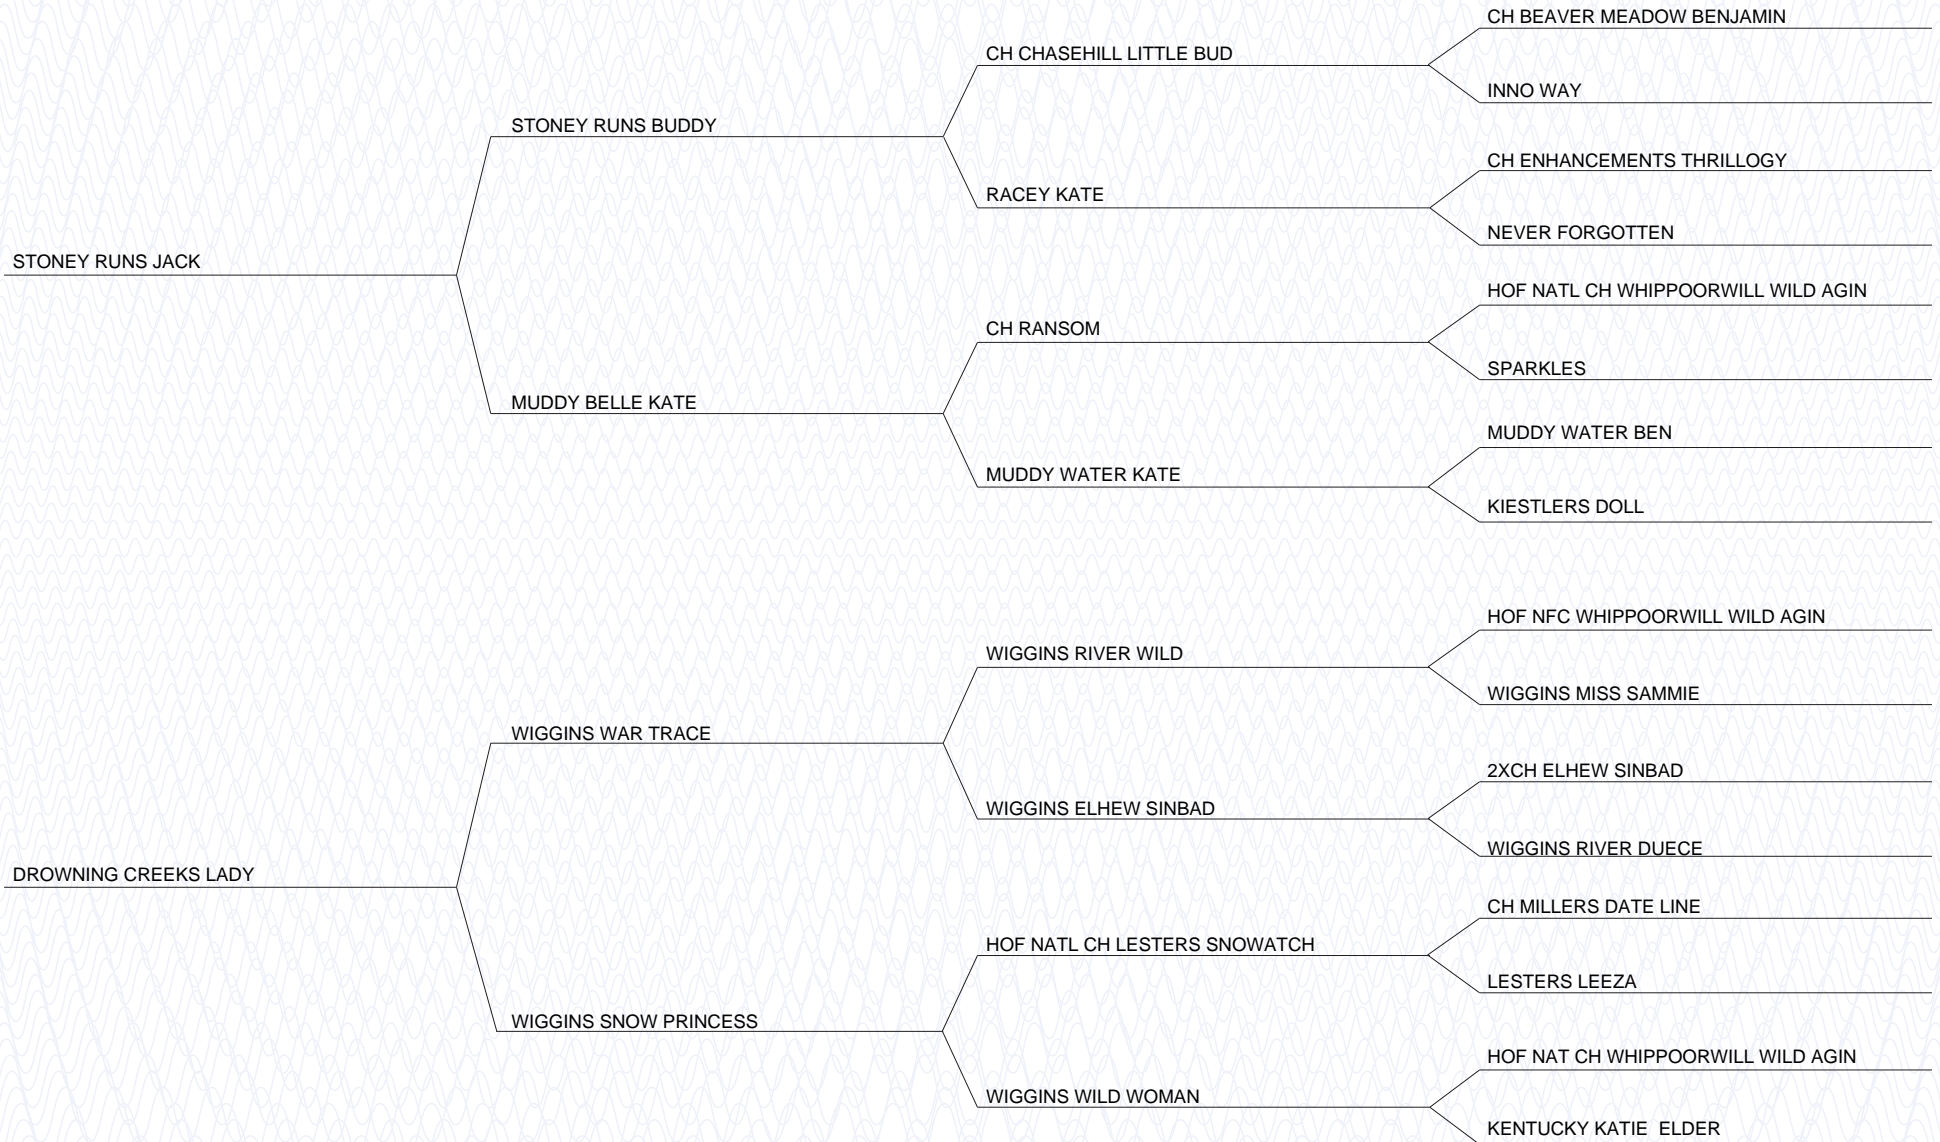 CH BEAVER MEADOW BENJAMIN
CH CHASEHILL LITTLE BUD
INNO WAY
STONEY RUNS BUDDY
CH ENHANCEMENTS THRILLOGY
RACEY KATE
NEVER FORGOTTEN
STONEY RUNS JACK
HOF NATL CH WHIPPOORWILL WILD AGIN
CH RANSOM
SPARKLES
MUDDY BELLE KATE
MUDDY WATER BEN
MUDDY WATER KATE
KIESTLERS DOLL
HOF NFC WHIPPOORWILL WILD AGIN
WIGGINS RIVER WILD
WIGGINS MISS SAMMIE
WIGGINS WAR TRACE
2XCH ELHEW SINBAD
WIGGINS ELHEW SINBAD
WIGGINS RIVER DUECE
DROWNING CREEKS LADY
CH MILLERS DATE LINE
HOF NATL CH LESTERS SNOWATCH
LESTERS LEEZA
WIGGINS SNOW PRINCESS
HOF NAT CH WHIPPOORWILL WILD AGIN
WIGGINS WILD WOMAN
KENTUCKY KATIE  ELDER